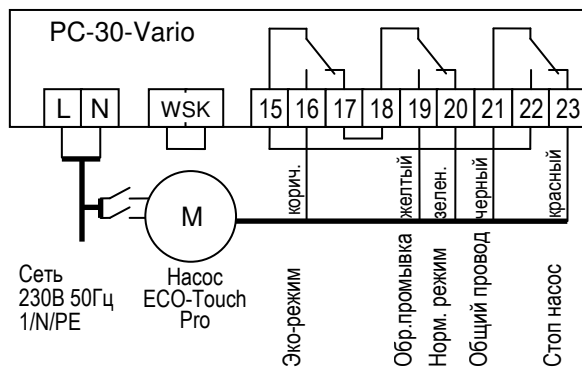 PC-30-Vario
L N WSK 15 16 17 18 19 20 21 22 23
корич.
желтый
зелен.
черный
красный
M
Сеть
230В 50Гц
1/N/PE
Насос
ECO-Touch
Pro
Эко-режим
Обр.промывка
Норм. режим
Общий провод
Стоп насос